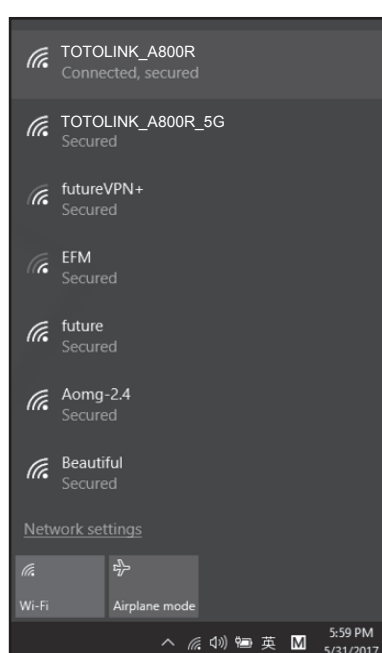 TOTOLINK_A800R
Connected, secured
TOTOLINK_A800R_5G
Secured
futureVPN+
Secured
EFM
Secured
future
Secured
Aomg-2.4
Secured
Beautiful
Secured
Network settings
Wi-Fi Airplane mode
英 M 5:59 PM
5/31/2017